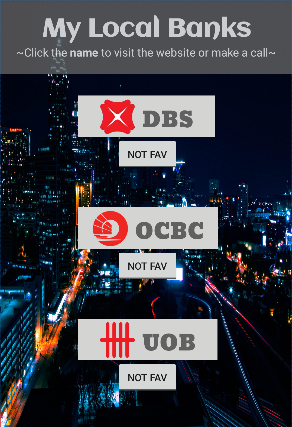 My Local Banks
~Click the name to visit the website or make a call~
DBS
NOT FAV
OCBC
NOT FAV
UOB
NOT FAV